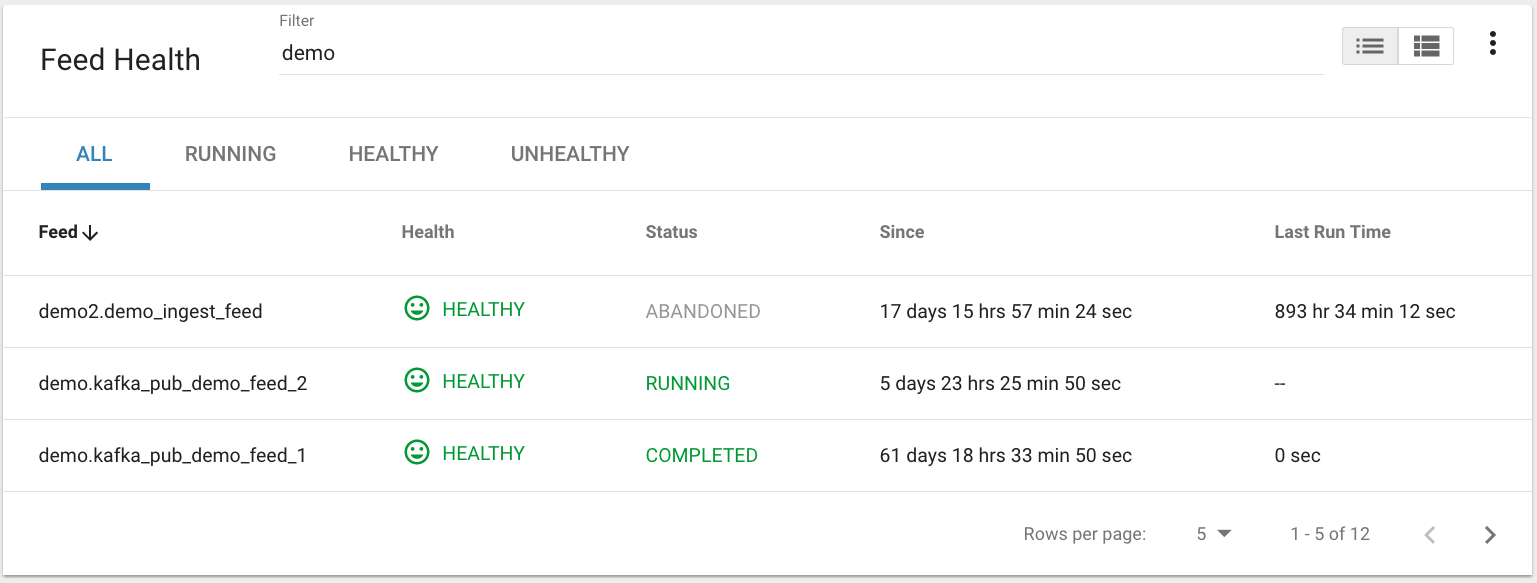 Filter
Feed Health
demo
ALL RUNNING HEALTHY UNHEALTHY
Feed Health Status Since Last Run Time
demo2.demo_ingest_feed HEALTHY ABANDONED 17 days 15 hrs 57 min 24 sec 893 hr 34 min 12 sec
demo.kafka_pub_demo_feed_2 HEALTHY RUNNING 5 days 23 hrs 25 min 50 sec --
demo.kafka_pub_demo_feed_1 HEALTHY COMPLETED 61 days 18 hrs 33 min 50 sec 0 sec
Rows per page: 5 1 - 5 of 12